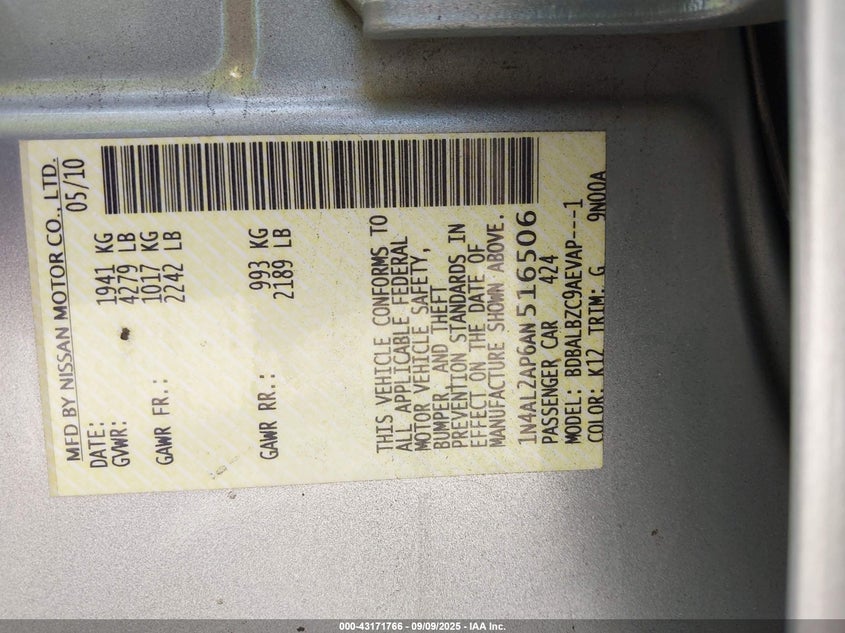 MFD BY NISSAN MOTOR CO., LTD.
DATE: 05/10
GVWR: 1941 KG
4279 LB
GAWR FR.: 1017 KG
2242 LB
GAWR RR.: 993 KG
2189 LB
THIS VEHICLE CONFORMS TO
ALL APPLICABLE FEDERAL
MOTOR VEHICLE SAFETY,
BUMPER, AND THEFT
PREVENTION STANDARDS IN
EFFECT ON THE DATE OF
MANUFACTURE SHOWN ABOVE.
1N4AL2AP6AN516506
PASSENGER CAR 424
MODEL: BDBALBZC9AEVAP---1
COLOR: K12 TRIM: G 9N00A
000-43171766 - 09/09/2025 - IAA Inc.